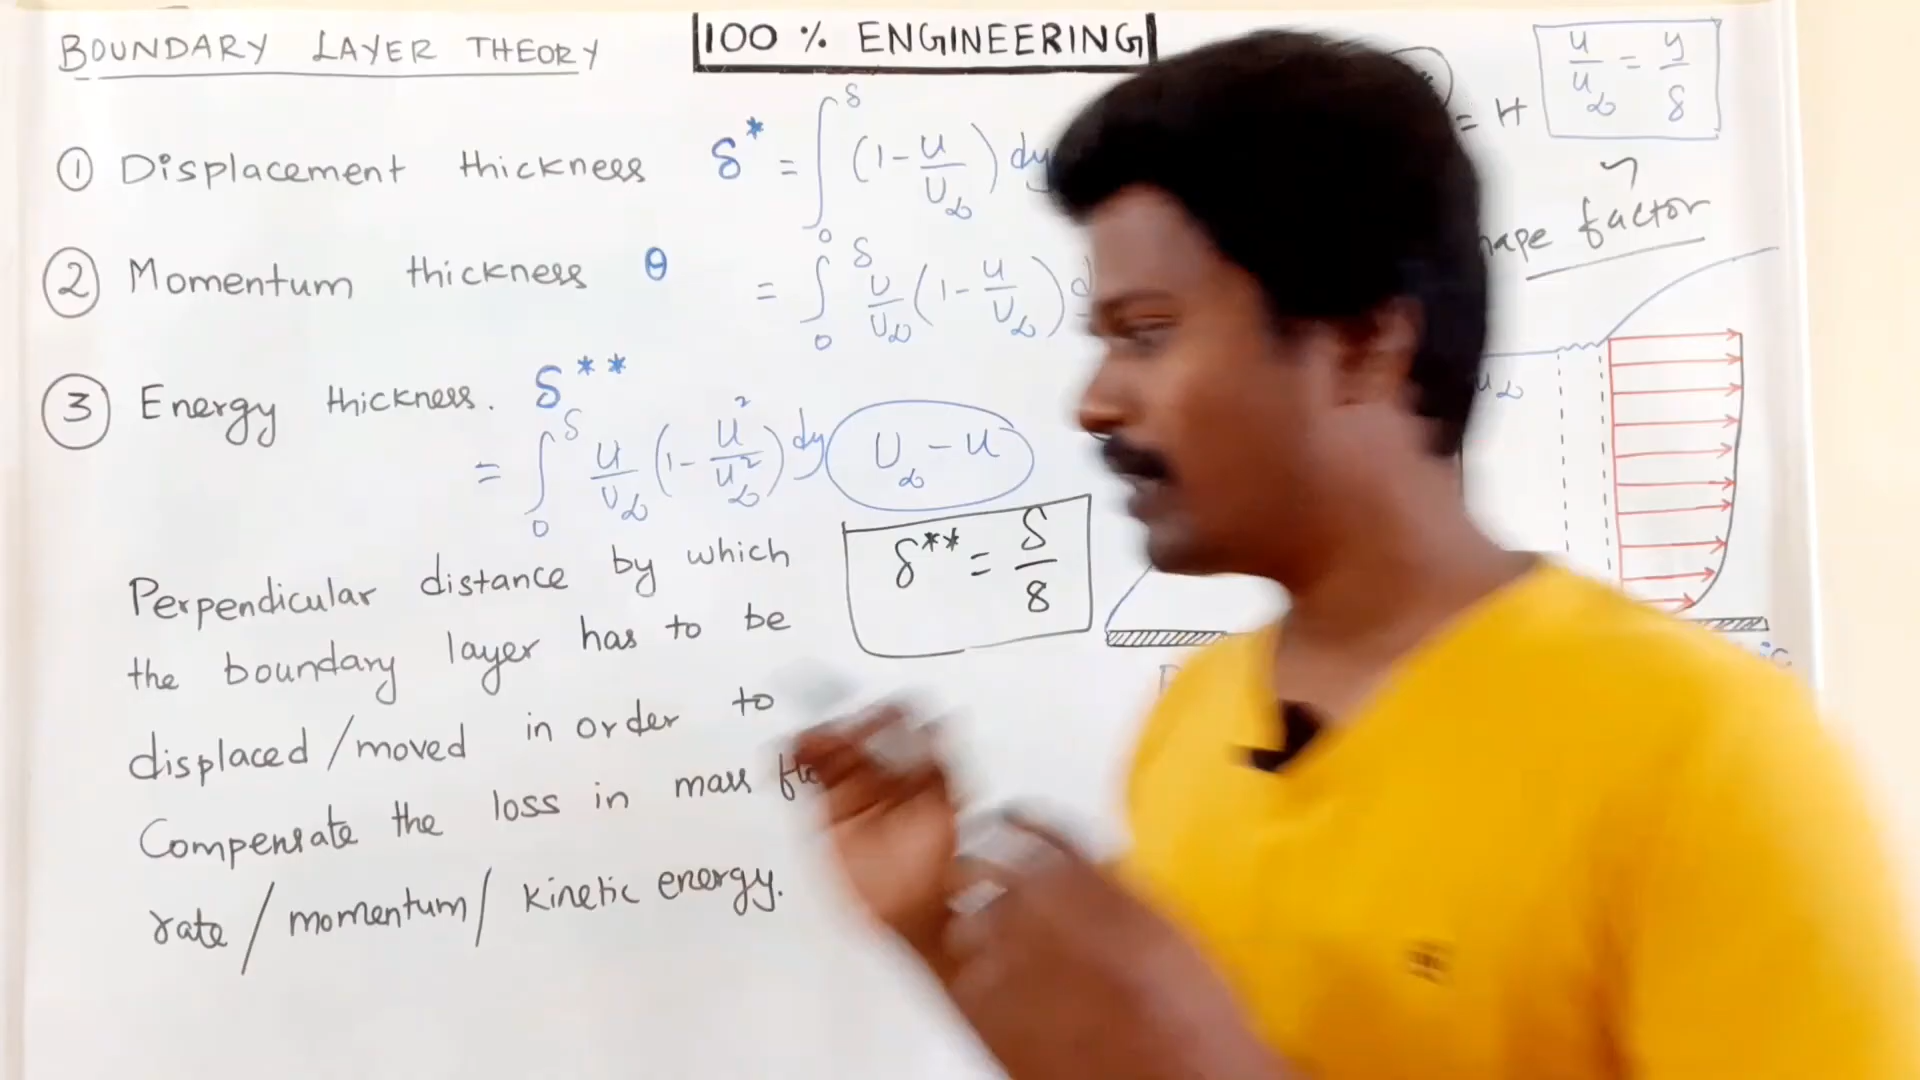 BOUNDARY LAYER THEORY
100 % ENGINEERING
u/u∞ = y/δ
= H
① Displacement thickness δ* = ∫₀^δ (1 - u/U∞) dy
factor
② Momentum thickness θ = ∫₀^δ U/U∞ (1 - u/U∞)
③ Energy thickness. δ**
= ∫₀^δ u/U∞ (1 - u²/u∞²) dy
U∞ - u
u∞
δ** = δ/8
Perpendicular distance by which
the boundary layer has to be
displaced/moved in order to
Compensate the loss in mass
rate / momentum/ kinetic energy.